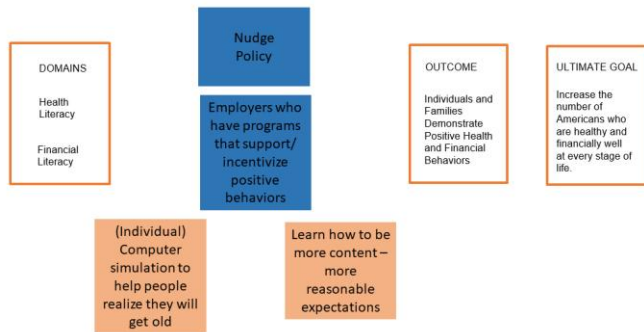 DOMAINS
Health
Literacy
Financial
Literacy
Nudge
Policy
Employers who
have programs
that support/
incentivize
positive
behaviors
OUTCOME
Individuals and
Families
Demonstrate
Positive Health
and Financial
Behaviors
ULTIMATE GOAL
Increase the
number of
Americans who
are healthy and
financially well
at every stage of
life.
(Individual)
Computer
simulation to
help people
realize they will
get old
Learn how to be
more content –
more
reasonable
expectations